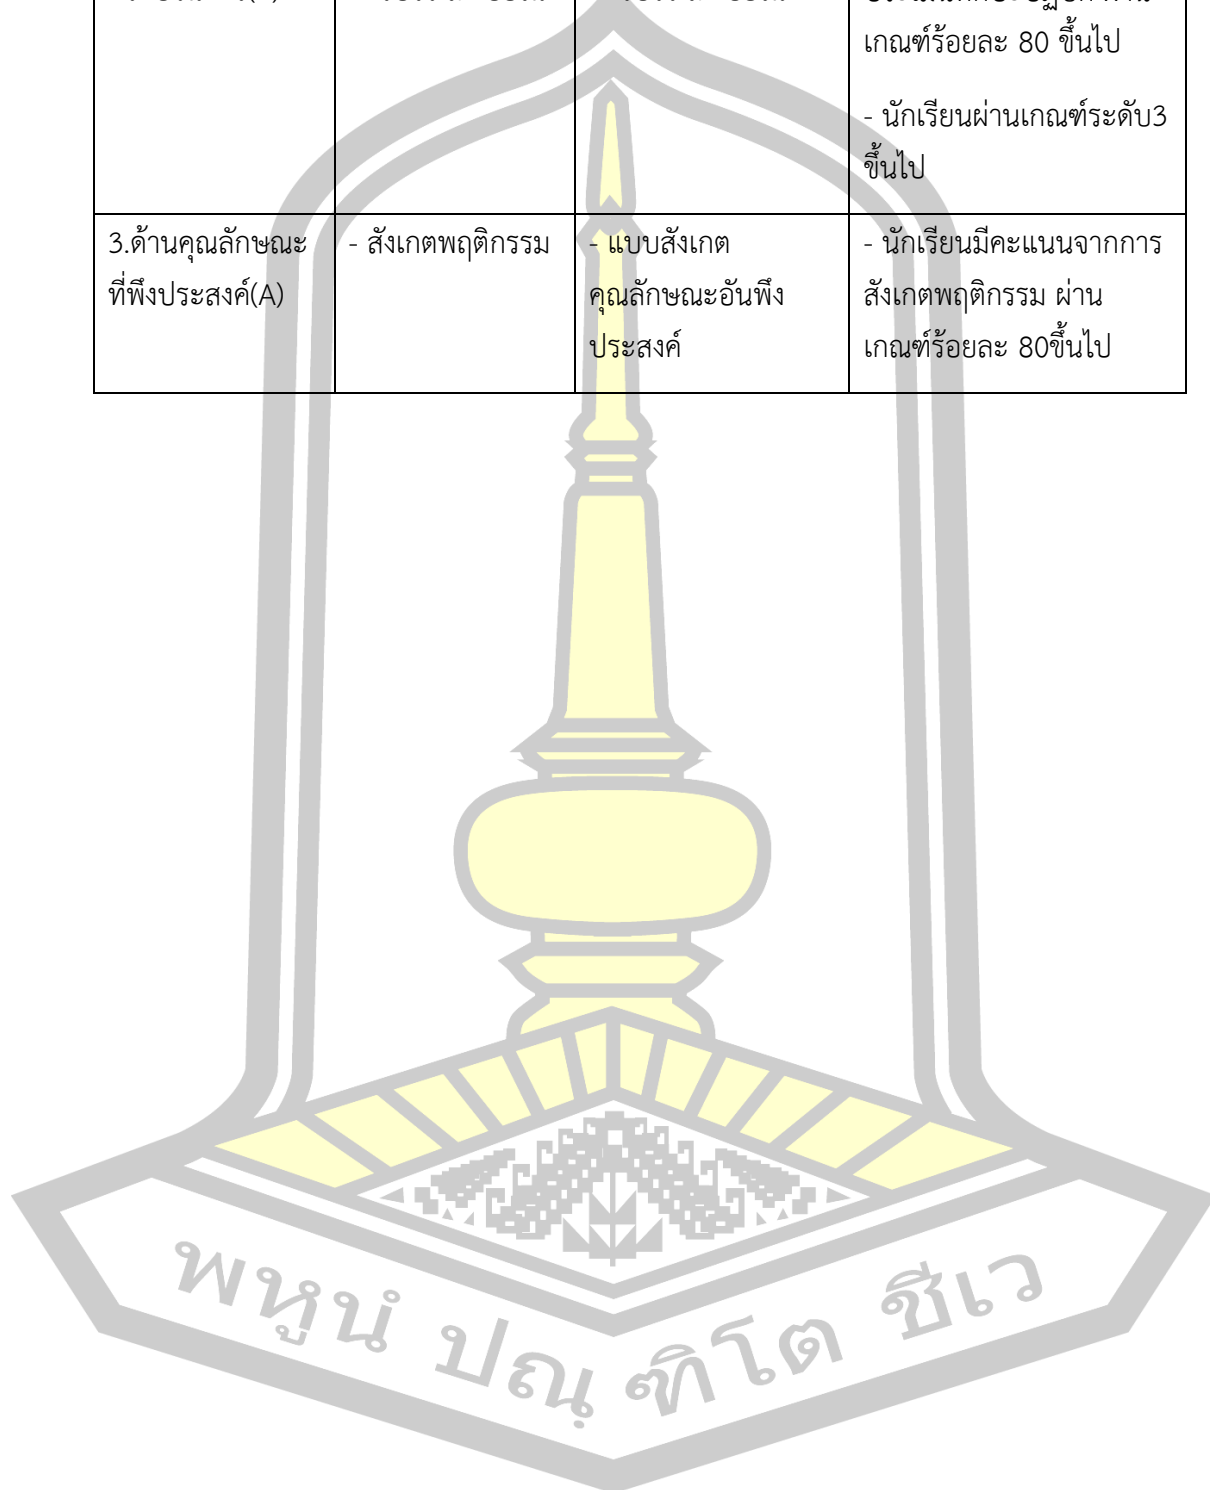 เกณฑ์ร้อยละ 80 ขึ้นไป
- นักเรียนผ่านเกณฑ์ระดับ3
ขึ้นไป
3.ด้านคุณลักษณะ
ที่พึงประสงค์(A)
- สังเกตพฤติกรรม
- แบบสังเกต
คุณลักษณะอันพึง
ประสงค์
- นักเรียนมีคะแนนจากการ
สังเกตพฤติกรรม ผ่าน
เกณฑ์ร้อยละ 80ขึ้นไป
พหูนํ ปณฺฑิโต ชีเว